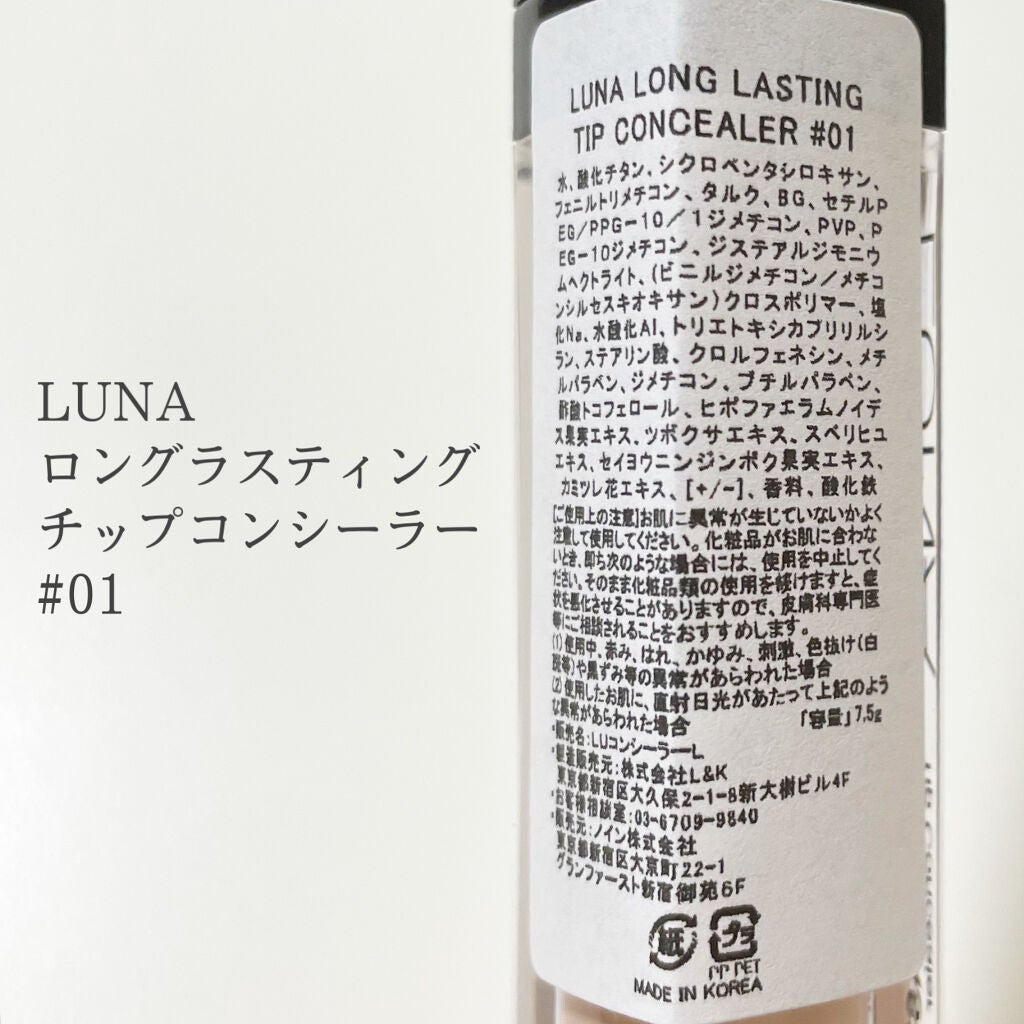 LUNA
ロングラスティング
チップコンシーラー
#01
LUNA LONG LASTING
TIP CONCEALER #01
水、酸化チタン、シクロペンタシロキサン、
フェニルトリメチコン、タルク、BG、セチルP
EG/PPG-10/1ジメチコン、PVP、P
EG-10ジメチコン、ジステアルジモニウ
ムヘクトライト、(ビニルジメチコン/メチコ
ンシルセスキオキサン)クロスポリマー、塩
化Na、水酸化Al、トリエトキシカプリリルシ
ラン、ステアリン酸、クロルフェネシン、メチ
ルパラベン、ジメチコン、ブチルパラベン、
酢酸トコフェロール、ヒポファエラムノイデ
ス果実エキス、ツボクサエキス、スベリヒユ
エキス、セイヨウニンジンボク果実エキス、
カミツレ花エキス、[+/-]、香料、酸化鉄
[ご使用上の注意]お肌に異常が生じていないかよく
注意して使用してください。化粧品がお肌に合わな
いとき、即ち次のような場合には、使用を中止してく
ださい。そのまま化粧品類の使用を続けますと、症
状を悪化させることがありますので、皮膚科専門医
等にご相談されることをおすすめします。
(1)使用中、赤み、はれ、かゆみ、刺激、色抜け(白
斑等)や黒ずみ等の異常があらわれた場合
(2)使用したお肌に、直射日光があたって上記のよう
な異常があらわれた場合 「容量」7.5g
・販売名:LUコンシーラーL
・製造販売元:株式会社L&K
東京都新宿区大久保2-1-8新大樹ビル4F
・お客様相談室:03-6709-9840
・販売元:ノイン株式会社
東京都新宿区大京町22-1
グランファースト新宿御苑6F
紙 プラ
PP PET
MADE IN KOREA